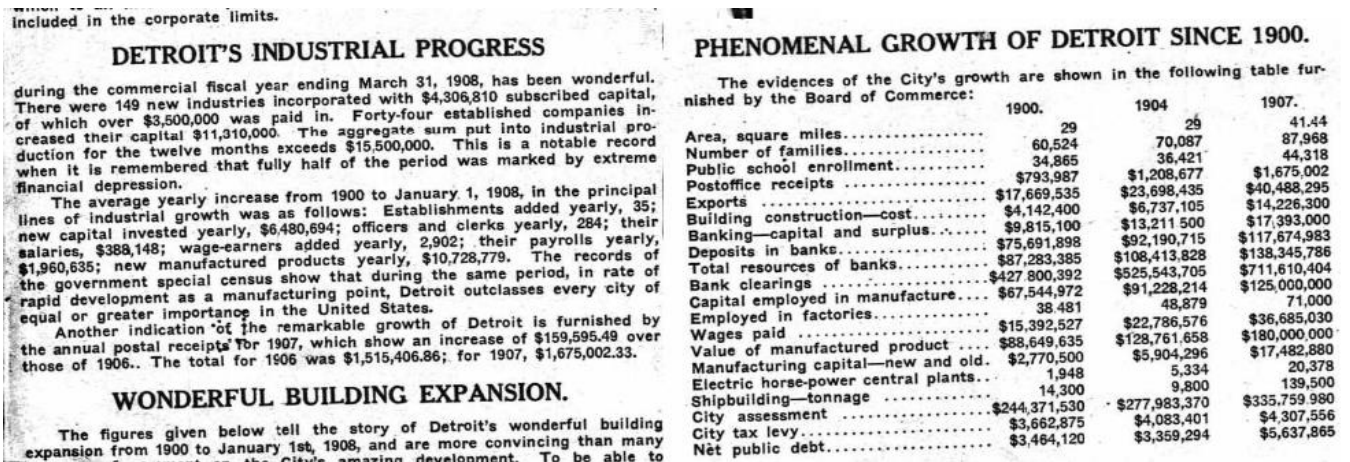 included in the corporate limits.
DETROIT'S INDUSTRIAL PROGRESS
during the commercial fiscal year ending March 31, 1908, has been wonderful.
There were 149 new industries incorporated with $4,306,810 subscribed capital,
of which over $3,500,000 was paid in. Forty-four established companies in-
creased their capital $11,310,000. The aggregate sum put into industrial pro-
duction for the twelve months exceeds $15,500,000. This is a notable record
when it is remembered that fully half of the period was marked by extreme
financial depression.
The average yearly increase from 1900 to January 1, 1908, in the principal
lines of industrial growth was as follows: Establishments added yearly, 35;
new capital invested yearly, $6,480,694; officers and clerks yearly, 284; their
salaries, $388,148; wage-earners added yearly, 2,902; their payrolls yearly,
$1,960,635; new manufactured products yearly, $10,728,779. The records of
the government special census show that during the same period, in rate of
rapid development as a manufacturing point, Detroit outclasses every city of
equal or greater importance in the United States.
Another indication of the remarkable growth of Detroit is furnished by
the annual postal receipts for 1907, which show an increase of $159,595.49 over
those of 1906.. The total for 1906 was $1,515,406.86; for 1907, $1,675,002.33.
WONDERFUL BUILDING EXPANSION.
The figures given below tell the story of Detroit's wonderful building
expansion from 1900 to January 1st, 1908, and are more convincing than many
the City's amazing development. To be able to
PHENOMENAL GROWTH OF DETROIT SINCE 1900.
The evidences of the City's growth are shown in the following table fur-
nished by the Board of Commerce:
1900. 1904 1907.
Area, square miles................ 29 29 41.44
Number of families................ 60,524 70,087 87,968
Public school enrollment.......... 34,865 36,421 44,318
Postoffice receipts .............. $793,987 $1,208,677 $1,675,002
Exports .......................... $17,669,535 $23,698,435 $40,488,295
Building construction—cost........ $4,142,400 $6,737,105 $14,226,300
Banking—capital and surplus....... $9,815,100 $13,211 500 $17,393,000
Deposits in banks................. $75,691,898 $92,190,715 $117,674,983
Total resources of banks.......... $87,283,385 $108,413,828 $138,345,786
Bank clearings ................... $427.800,392 $525,543,705 $711,610,404
Capital employed in manufacture.... $67,544,972 $91,228,214 $125,000,000
Employed in factories............. 38.481 48,879 71,000
Wages paid ....................... $15,392,527 $22,786,576 $36,685,030
Value of manufactured product .... $88,649,635 $128,761,658 $180,000,000
Manufacturing capital—new and old. $2,770,500 $5,904,296 $17,482,880
Electric horse-power central plants... 1,948 5,334 20,378
Shipbuilding—tonnage ............. 14,300 9,800 139,500
City assessment .................. $244,371,530 $277,983,370 $335,759.980
City tax levy..................... $3,662,875 $4,083,401 $4,307,556
Net public debt................... $3,464,120 $3,359,294 $5,637,865